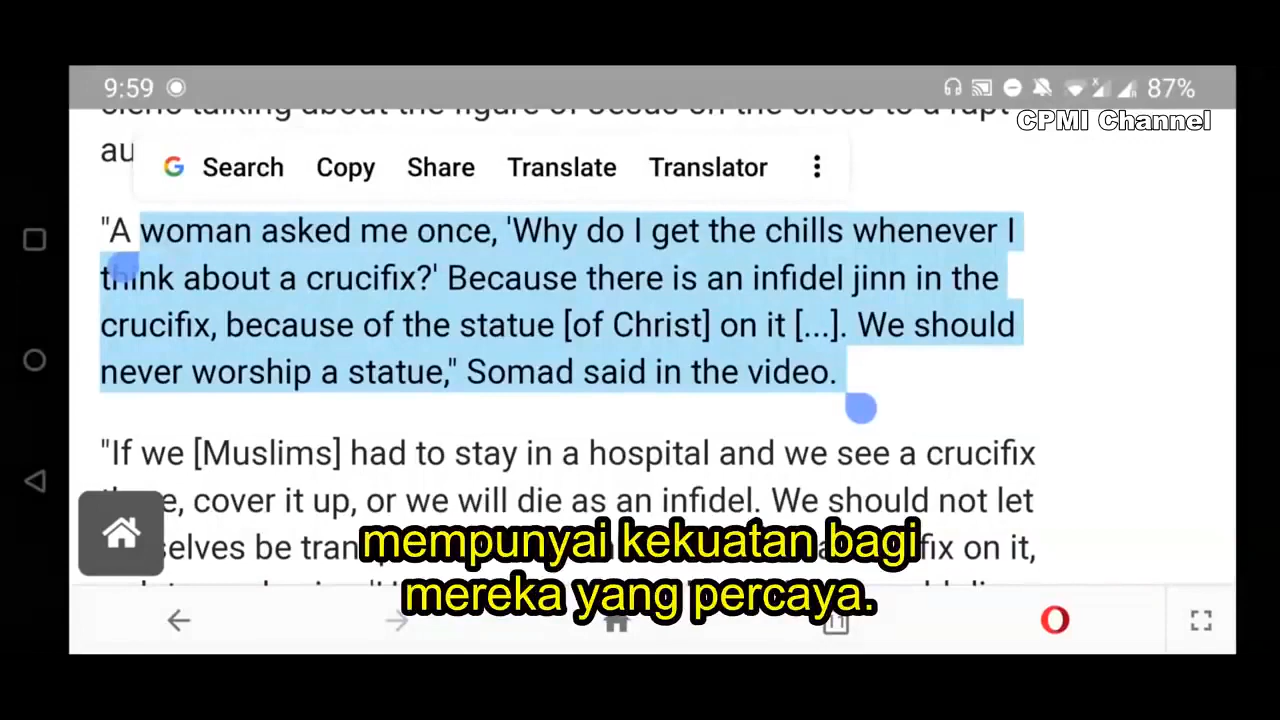 9:59
87%
CPMI Channel
au
Search Copy Share Translate Translator
"A woman asked me once, 'Why do I get the chills whenever I
think about a crucifix?' Because there is an infidel jinn in the
crucifix, because of the statue [of Christ] on it [...]. We should
never worship a statue," Somad said in the video.
"If we [Muslims] had to stay in a hospital and we see a crucifix
cover it up, or we will die as an infidel. We should not let
be fix on it,
mempunyai kekuatan bagi
mereka yang percaya.